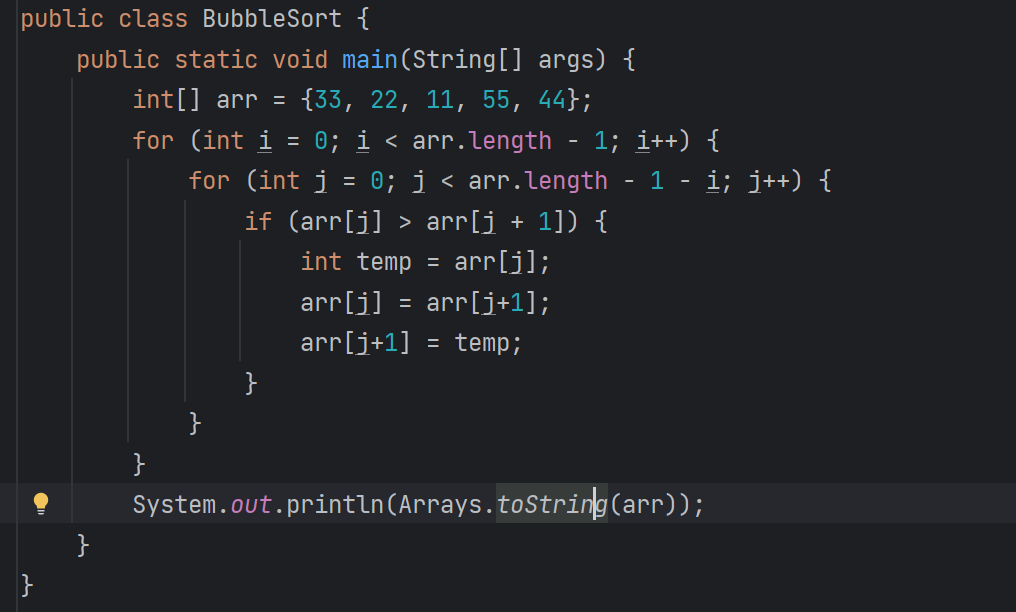 public class BubbleSort {
    public static void main(String[] args) {
        int[] arr = {33, 22, 11, 55, 44};
        for (int i = 0; i < arr.length - 1; i++) {
            for (int j = 0; j < arr.length - 1 - i; j++) {
                if (arr[j] > arr[j + 1]) {
                    int temp = arr[j];
                    arr[j] = arr[j+1];
                    arr[j+1] = temp;
                }
            }
        }
        System.out.println(Arrays.toString(arr));
    }
}